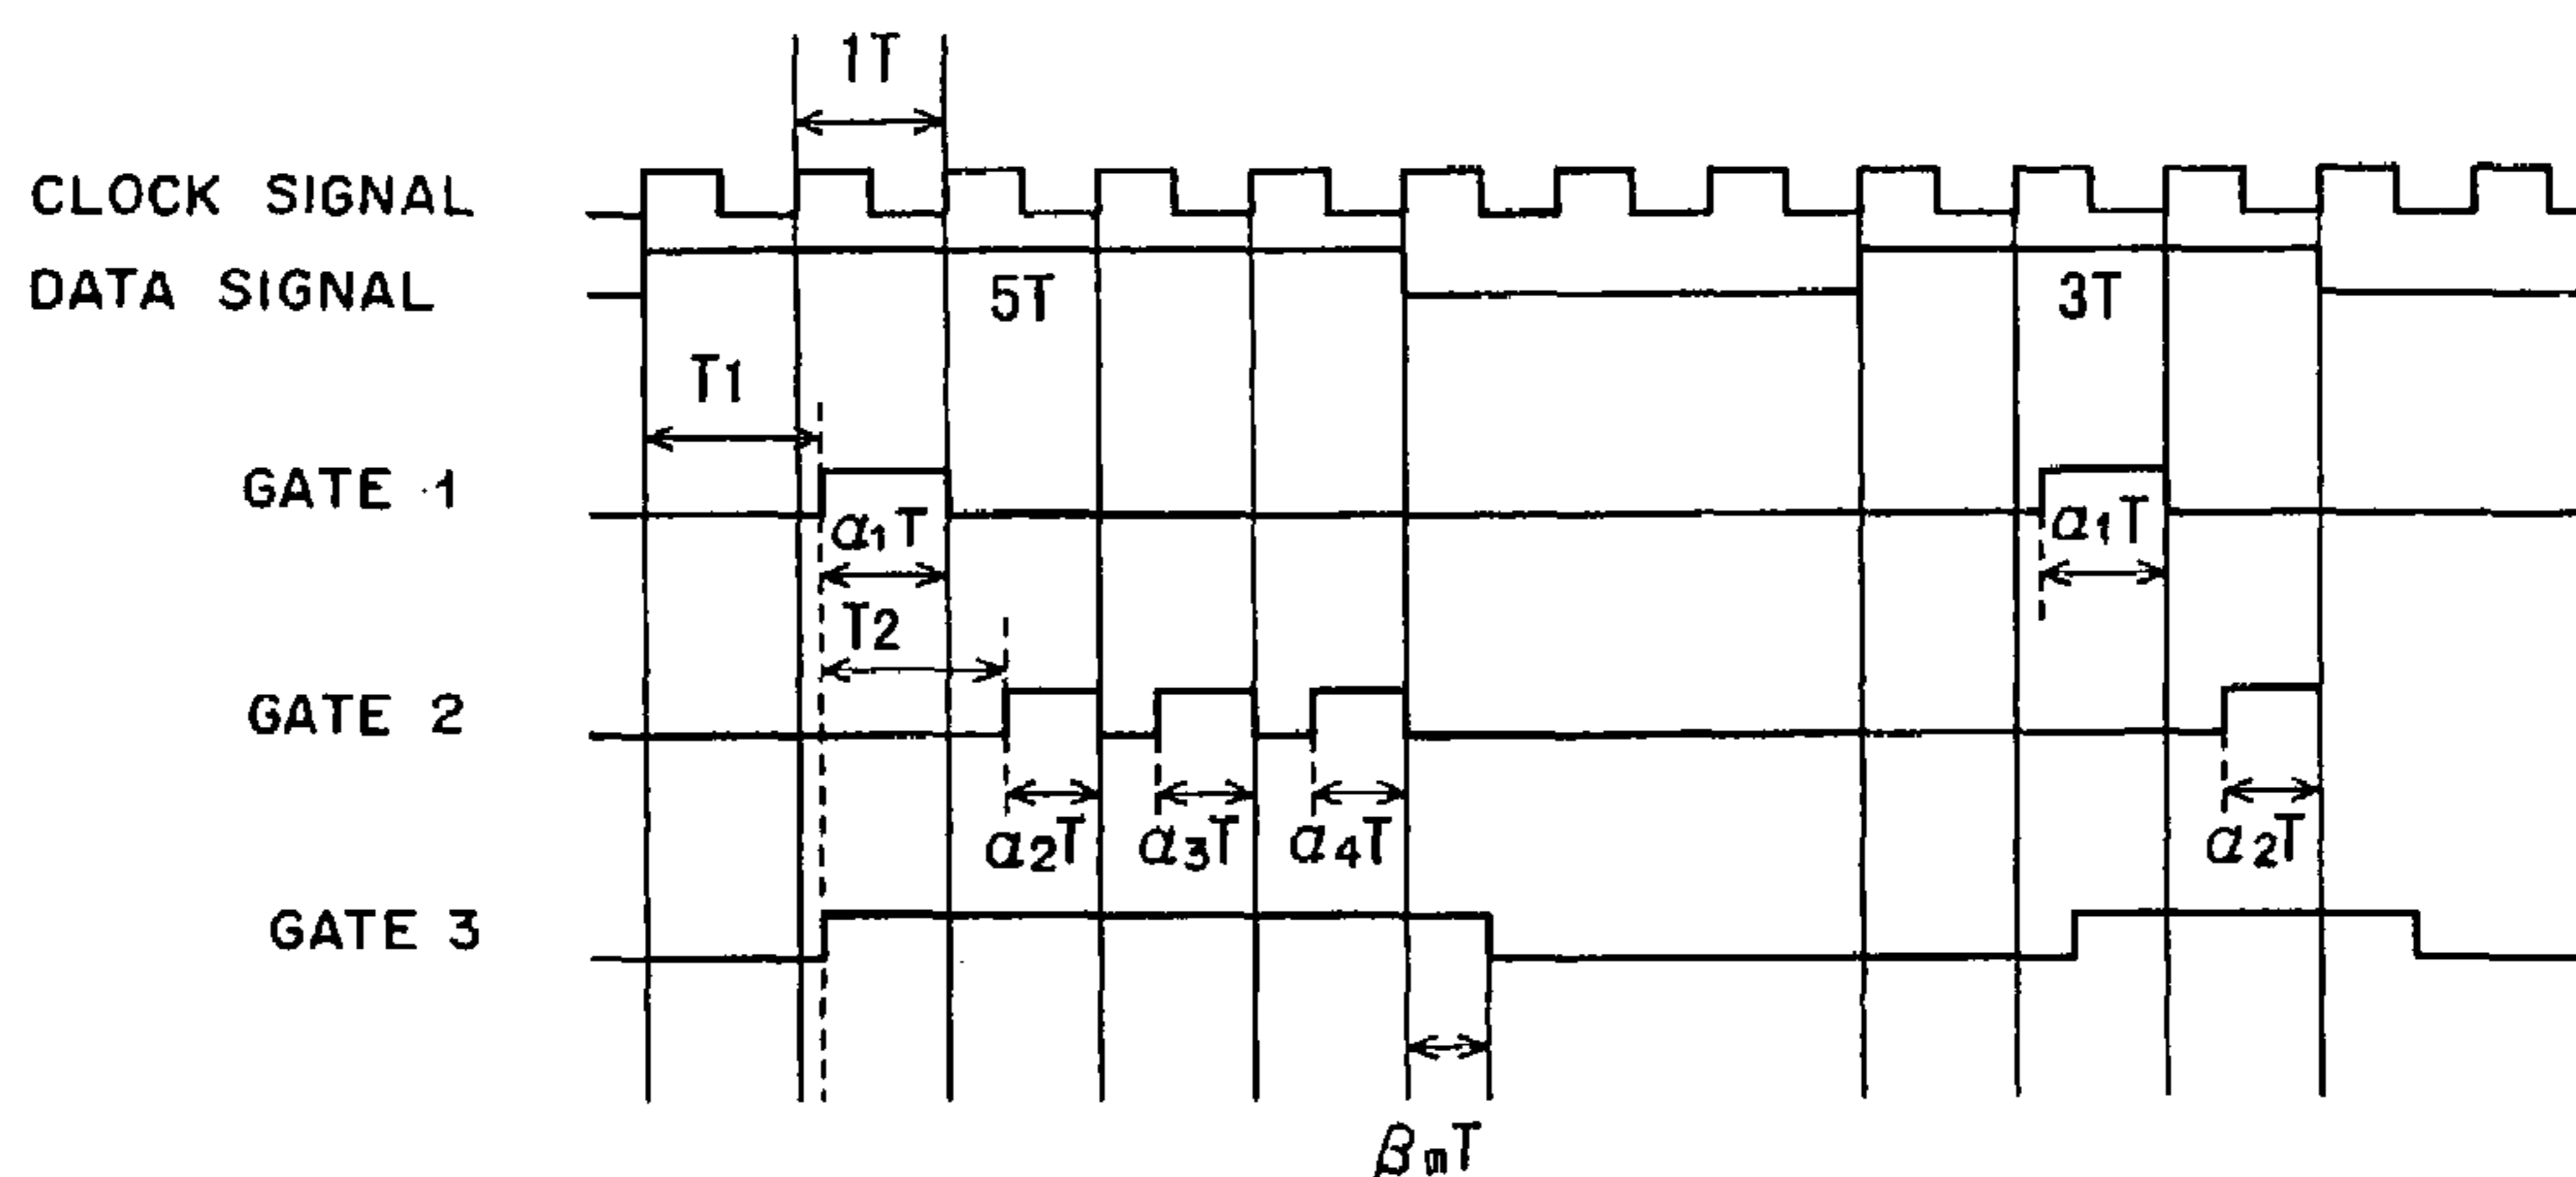 1T
CLOCK SIGNAL
DATA SIGNAL
5T
3T
T1
GATE 1
α₁T
α₁T
T2
GATE 2
α₂T
α₃T
α₄T
α₂T
GATE 3
βₘT